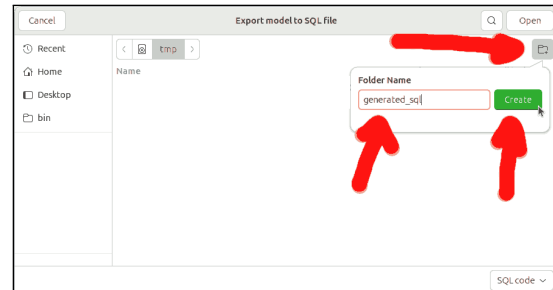 Cancel
Export model to SQL file
Open
Recent
tmp
Home
Name
Folder Name
Desktop
generated_sql
Create
bin
SQL code